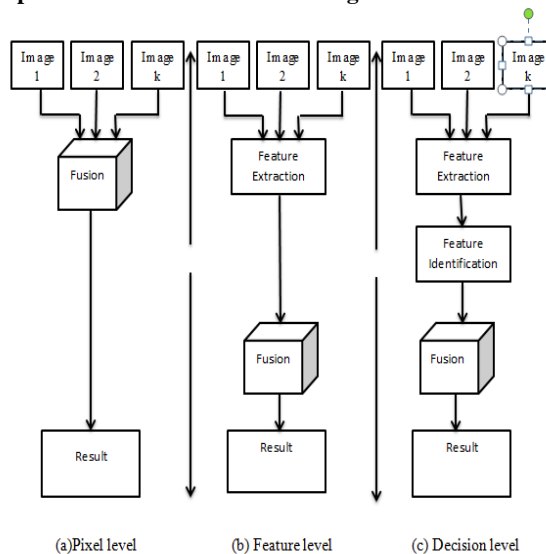 Image 1
Image 2
Image k
Fusion
Result
(a)Pixel level
Image 1
Image 2
Image k
Feature
Extraction
Fusion
Result
(b) Feature level
Image 1
Image 2
Image k
Feature
Extraction
Feature
Identification
Fusion
Result
(c) Decision level